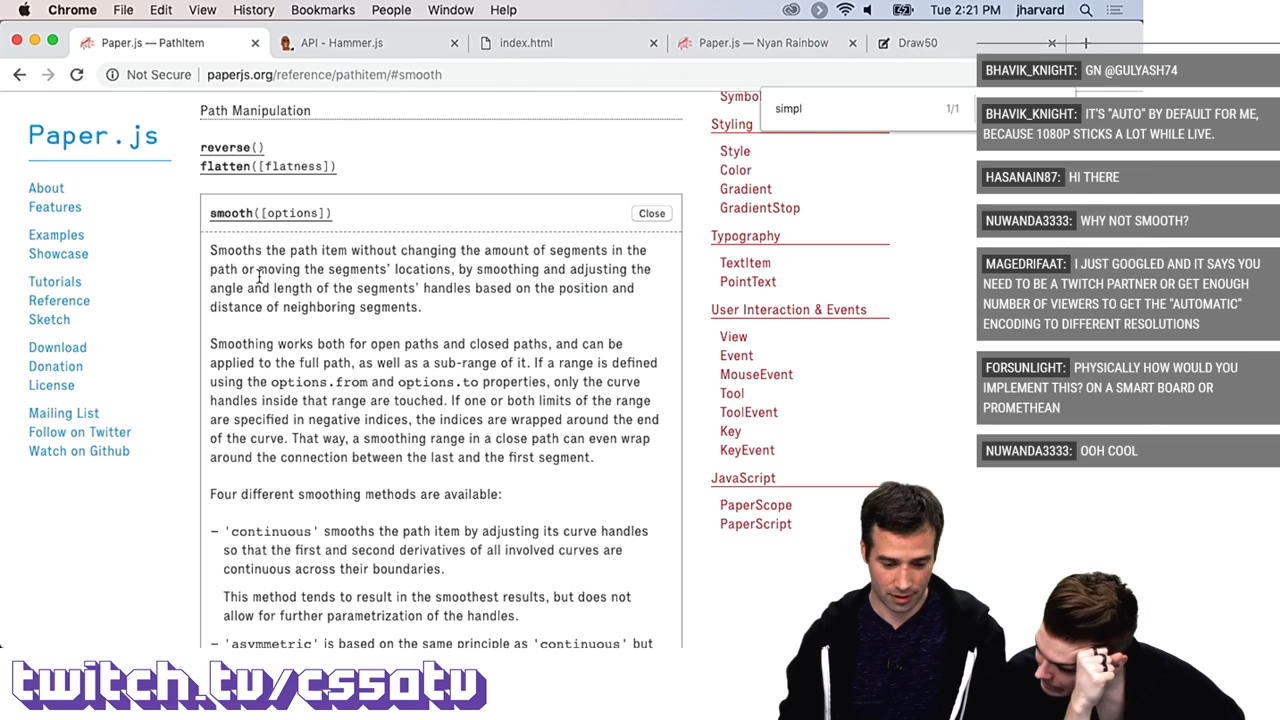 Chrome File Edit View History Bookmarks People Window Help Tue 2:21 PM jharvard
Paper.js — PathItem
API - Hammer.js
index.html
Paper.js — Nyan Rainbow
Draw50
Not Secure paperjs.org/reference/pathitem/#smooth
simpl 1/1
Paper.js
About
Features
Examples
Showcase
Tutorials
Reference
Sketch
Download
Donation
License
Mailing List
Follow on Twitter
Watch on Github
Path Manipulation
reverse()
flatten([flatness])
smooth([options])
Close
Smooths the path item without changing the amount of segments in the
path or moving the segments’ locations, by smoothing and adjusting the
angle and length of the segments’ handles based on the position and
distance of neighboring segments.
Smoothing works both for open paths and closed paths, and can be
applied to the full path, as well as a sub-range of it. If a range is defined
using the options.from and options.to properties, only the curve
handles inside that range are touched. If one or both limits of the range
are specified in negative indices, the indices are wrapped around the end
of the curve. That way, a smoothing range in a close path can even wrap
around the connection between the last and the first segment.
Four different smoothing methods are available:
– 'continuous' smooths the path item by adjusting its curve handles
so that the first and second derivatives of all involved curves are
continuous across their boundaries.
This method tends to result in the smoothest results, but does not
allow for further parametrization of the handles.
– 'asymmetric' is based on the same principle as 'continuous' but
Symbo
Styling
Style
Color
Gradient
GradientStop
Typography
TextItem
PointText
User Interaction & Events
View
Event
MouseEvent
Tool
ToolEvent
Key
KeyEvent
JavaScript
PaperScope
PaperScript
BHAVIK_KNIGHT: GN @GULYASH74
BHAVIK_KNIGHT: IT'S "AUTO" BY DEFAULT FOR ME,
BECAUSE 1080P STICKS A LOT WHILE LIVE.
HASANAIN87: HI THERE
NUWANDA3333: WHY NOT SMOOTH?
MAGEDRIFAAT: I JUST GOOGLED AND IT SAYS YOU
NEED TO BE A TWITCH PARTNER OR GET ENOUGH
NUMBER OF VIEWERS TO GET THE "AUTOMATIC"
ENCODING TO DIFFERENT RESOLUTIONS
FORSUNLIGHT: PHYSICALLY HOW WOULD YOU
IMPLEMENT THIS? ON A SMART BOARD OR
PROMETHEAN
NUWANDA3333: OOH COOL
twitch.tv/cs50tv